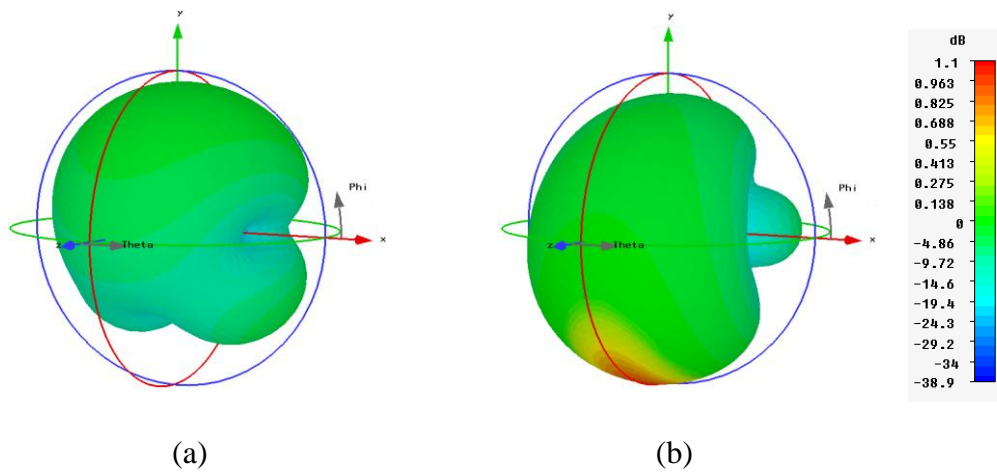 y
Phi
z
Theta
x
(a)
y
Phi
z
Theta
x
(b)
dB
1.1
0.963
0.825
0.688
0.55
0.413
0.275
0.138
0
-4.86
-9.72
-14.6
-19.4
-24.3
-29.2
-34
-38.9